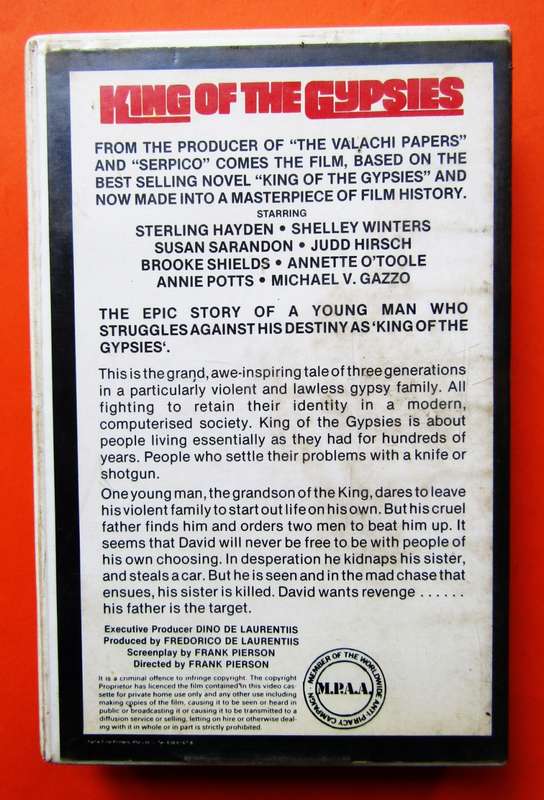 KING OF THE GYPSIES
FROM THE PRODUCER OF "THE VALACHI PAPERS"
AND "SERPICO" COMES THE FILM, BASED ON THE
BEST SELLING NOVEL "KING OF THE GYPSIES" AND
NOW MADE INTO A MASTERPIECE OF FILM HISTORY.
STARRING
STERLING HAYDEN • SHELLEY WINTERS
SUSAN SARANDON • JUDD HIRSCH
BROOKE SHIELDS • ANNETTE O'TOOLE
ANNIE POTTS • MICHAEL V. GAZZO
THE EPIC STORY OF A YOUNG MAN WHO
STRUGGLES AGAINST HIS DESTINY AS 'KING OF THE
GYPSIES'.
This is the grand, awe-inspiring tale of three generations
in a particularly violent and lawless gypsy family. All
fighting to retain their identity in a modern,
computerised society. King of the Gypsies is about
people living essentially as they had for hundreds of
years. People who settle their problems with a knife or
shotgun.
One young man, the grandson of the King, dares to leave
his violent family to start out life on his own. But his cruel
father finds him and orders two men to beat him up. It
seems that David will never be free to be with people of
his own choosing. In desperation he kidnaps his sister,
and steals a car. But he is seen and in the mad chase that
ensues, his sister is killed. David wants revenge ......
his father is the target.
Executive Producer DINO DE LAURENTIIS
Produced by FREDORICO DE LAURENTIIS
Screenplay by FRANK PIERSON
Directed by FRANK PIERSON
It is a criminal offence to infringe copyright. The copyright
Proprietor has licenced the film contained in this video cas-
sette for private home use only and any other use including
making copies of the film, causing it to be seen or heard in
public or broadcasting it or causing it to be transmitted to a
diffusion service or selling, letting on hire or otherwise deal-
ing with it in whole or in part is strictly prohibited.
MEMBER OF THE WORLDWIDE ANTI-PIRACY CAMPAIGN
M.P.A.A.